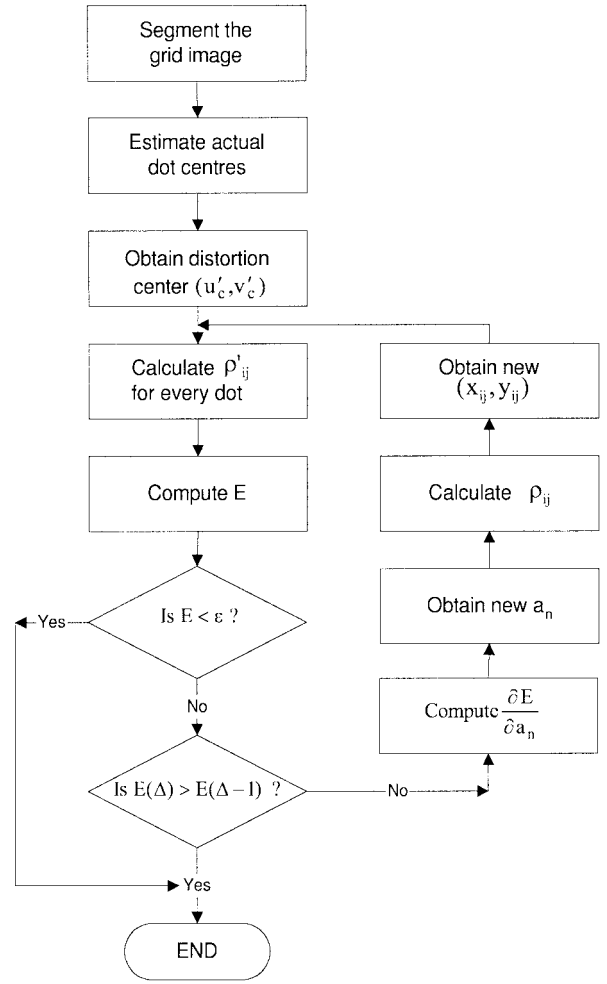 Segment the
grid image
Estimate actual
dot centres
Obtain distortion
center (u′c,v′c)
Calculate ρ'ij
for every dot
Compute E
Is E < ε ?
Yes
No
Is E(Δ) > E(Δ−1) ?
No
Yes
END
Compute ∂E/∂an
Obtain new an
Calculate ρij
Obtain new
(xij, yij)